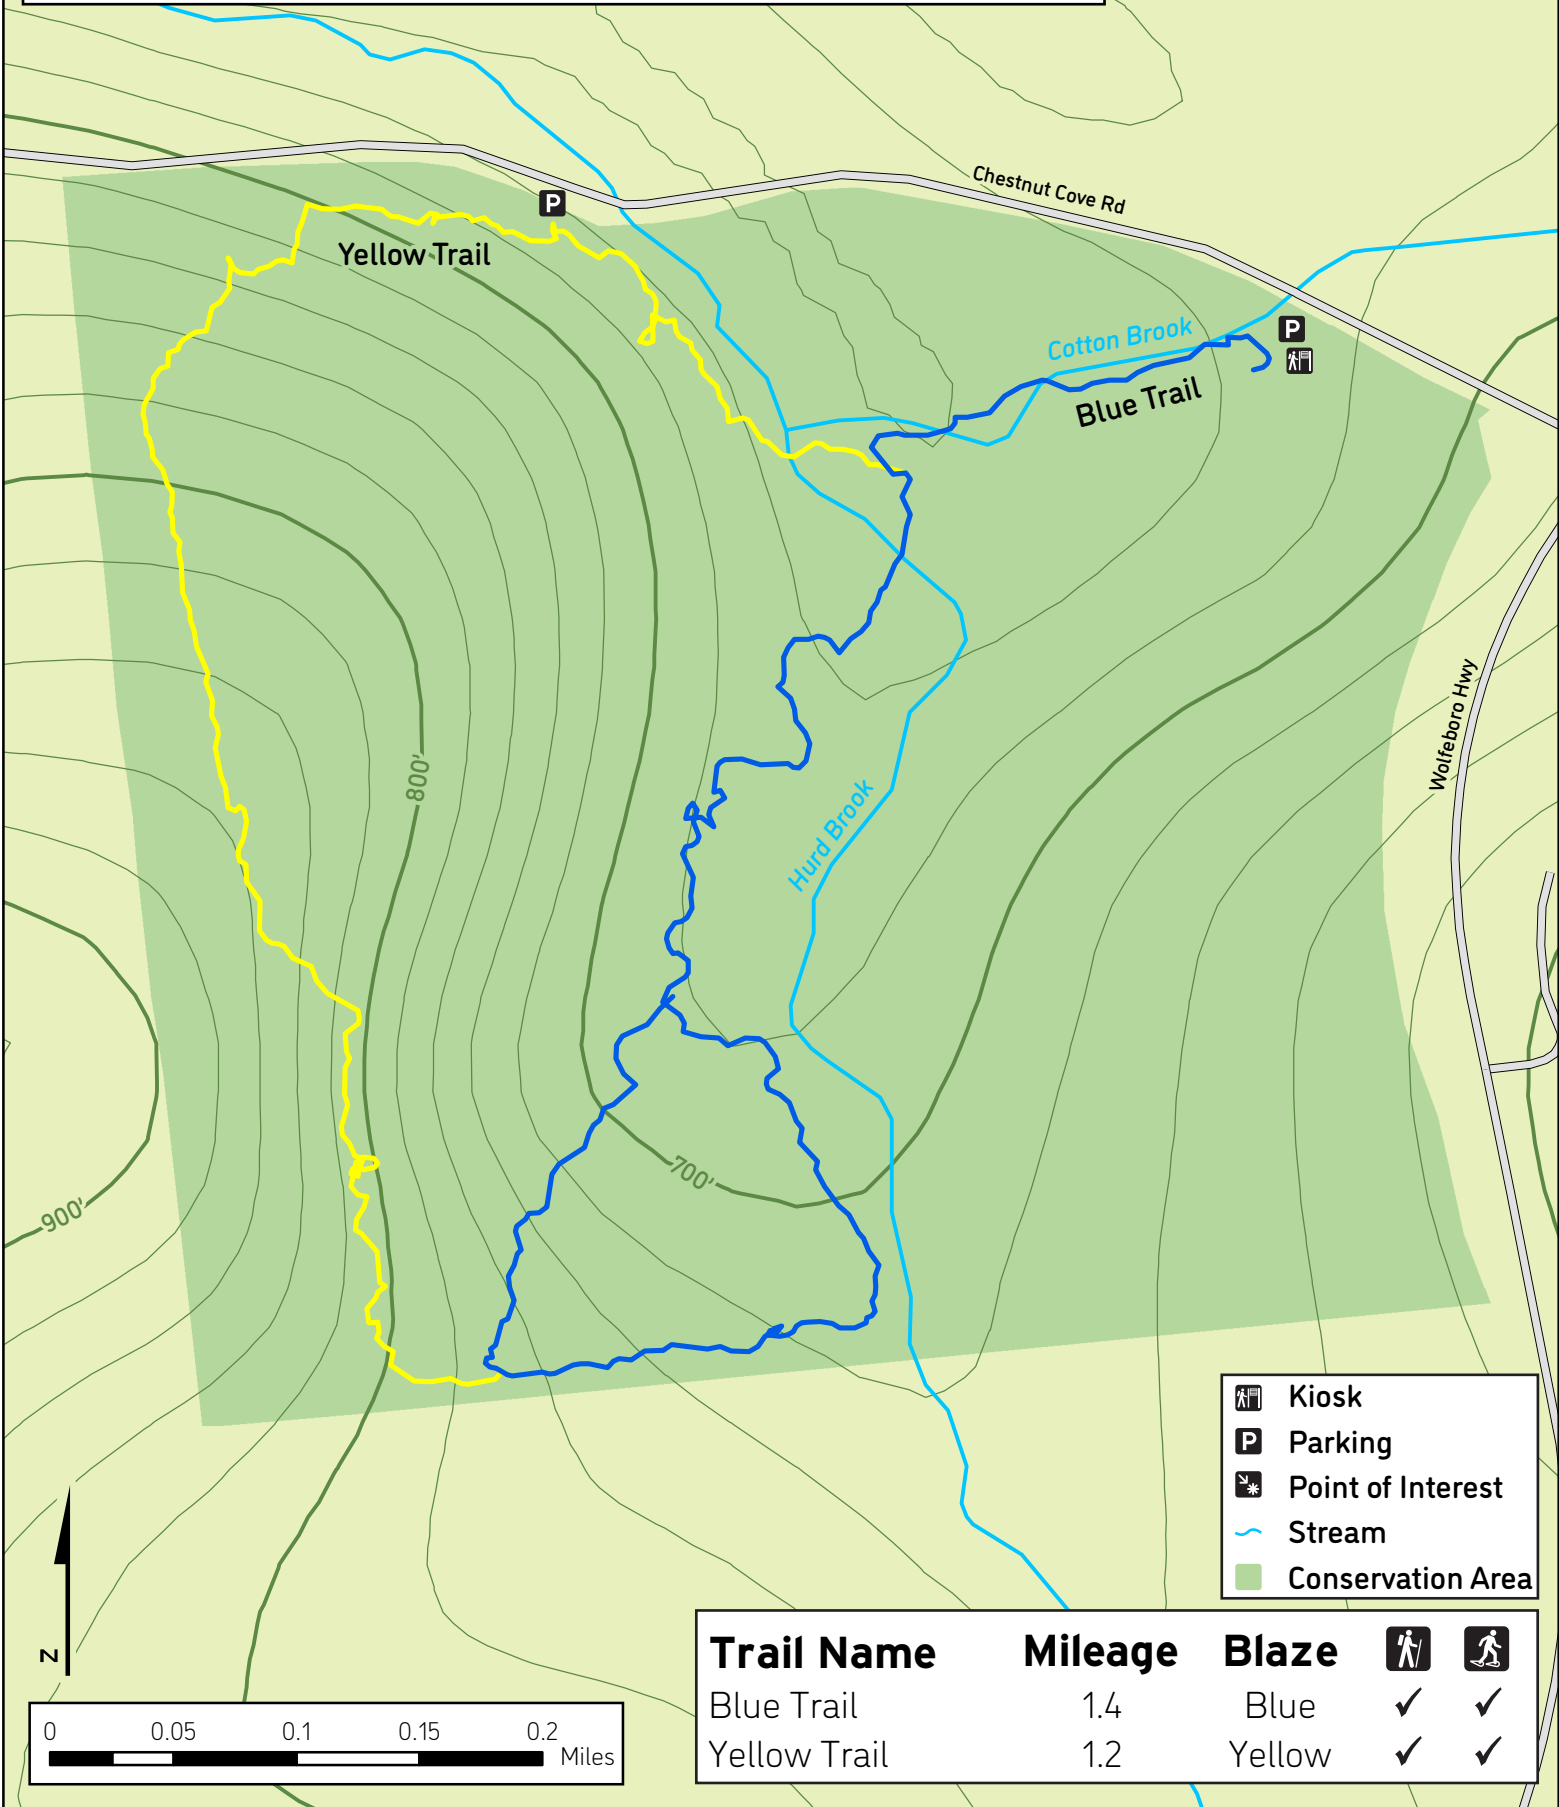 Chestnut Cove Rd
P
Yellow Trail
P
Cotton Brook
Blue Trail
Wolfeboro Hwy
800'
Hurd Brook
700'
900'
Kiosk
P Parking
Point of Interest
Stream
Conservation Area
N
Trail Name Mileage Blaze
Blue Trail 1.4 Blue ✓ ✓
Yellow Trail 1.2 Yellow ✓ ✓
0 0.05 0.1 0.15 0.2
Miles